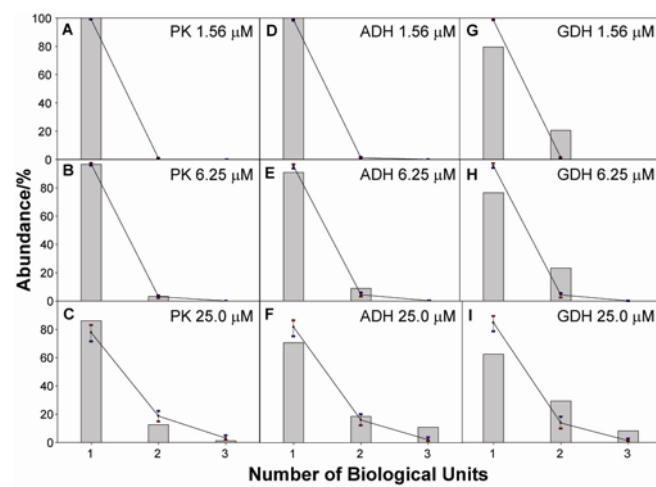 A PK 1.56 μM
D ADH 1.56 μM
G GDH 1.56 μM
100
80
60
40
20
0
B PK 6.25 μM
E ADH 6.25 μM
H GDH 6.25 μM
80
60
40
20
0
C PK 25.0 μM
F ADH 25.0 μM
I GDH 25.0 μM
80
60
40
20
0
Abundance/%
1 2 3
1 2 3
1 2 3
Number of Biological Units